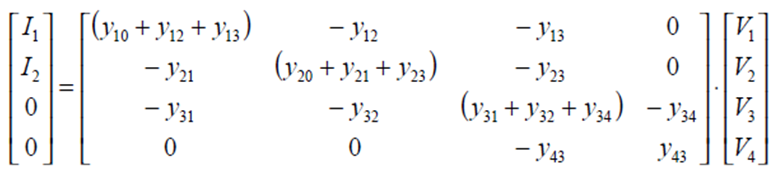 I₁ (y₁₀ + y₁₂ + y₁₃) − y₁₂ − y₁₃ 0 V₁
I₂ = − y₂₁ (y₂₀ + y₂₁ + y₂₃) − y₂₃ 0 · V₂
0 − y₃₁ − y₃₂ (y₃₁ + y₃₂ + y₃₄) − y₃₄ V₃
0 0 0 − y₄₃ y₄₃ V₄